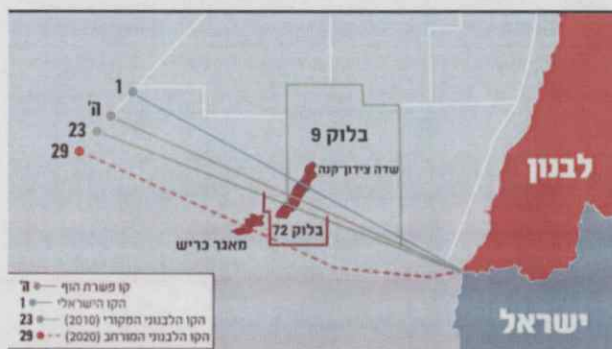 1
ה'
23
29
בלוק 9
שדה צידון-קנה
לבנון
בלוק 72
מאגר כריש
ישראל
ה' קו פשרת הוף
1 הקו הישראלי
23 הקו הלבנוני המקורי (2010)
29 הקו הלבנוני המורחב (2020)